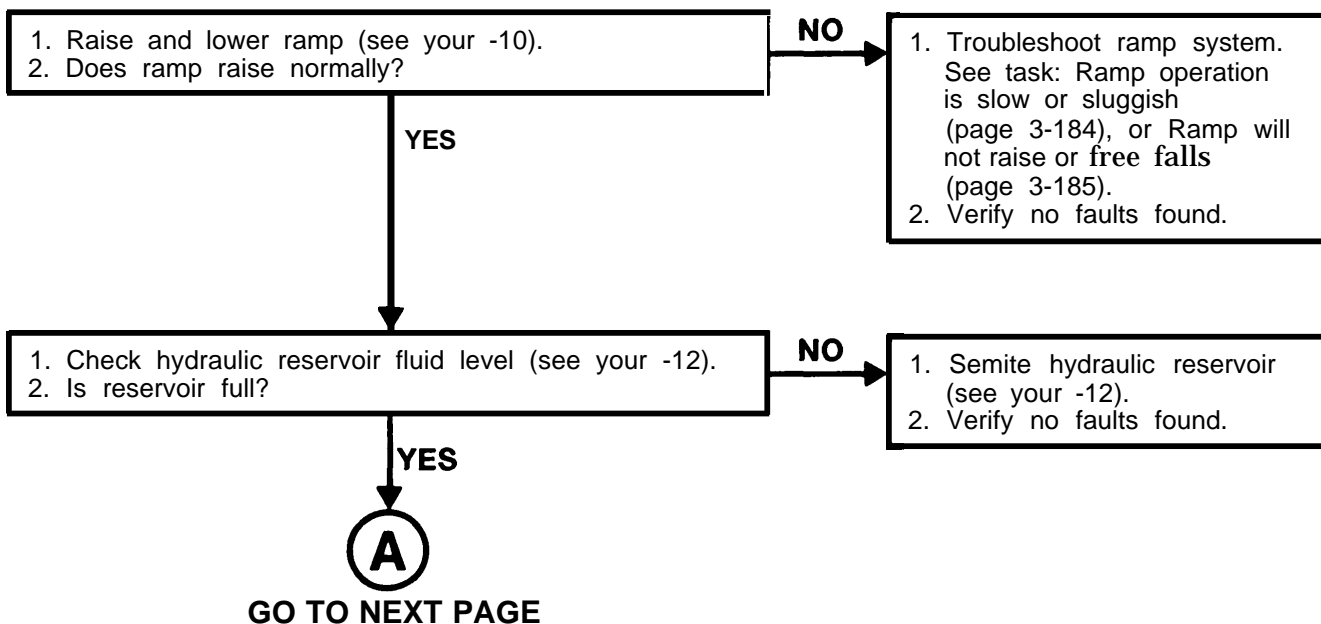 1. Raise and lower ramp (see your -10).
2. Does ramp raise normally?
NO
1. Troubleshoot ramp system.
See task: Ramp operation
is slow or sluggish
(page 3-184), or Ramp will
not raise or free falls
(page 3-185).
2. Verify no faults found.
YES
1. Check hydraulic reservoir fluid level (see your -12).
2. Is reservoir full?
NO
1. Semite hydraulic reservoir
(see your -12).
2. Verify no faults found.
YES
A
GO TO NEXT PAGE